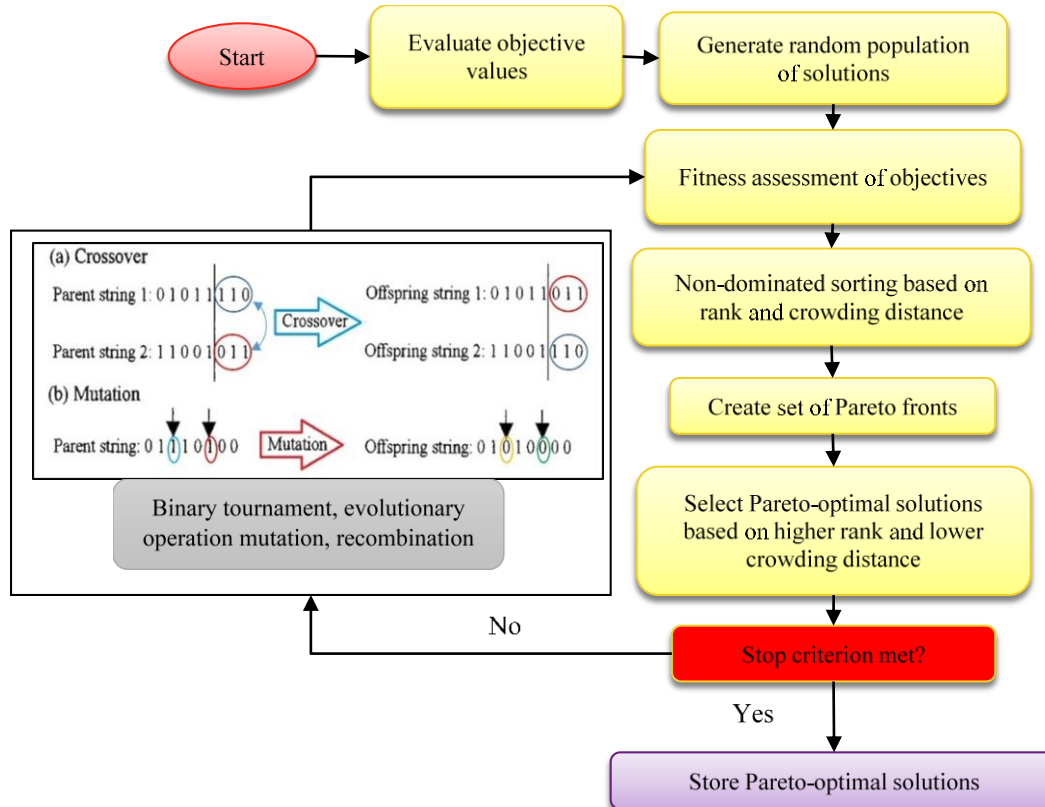 Start
Evaluate objective
values
Generate random population
of solutions
Fitness assessment of objectives
Non-dominated sorting based on
rank and crowding distance
Create set of Pareto fronts
Select Pareto-optimal solutions
based on higher rank and lower
crowding distance
Stop criterion met?
Yes
Store Pareto-optimal solutions
No
(a) Crossover
Parent string 1: 0 1 0 1 1 1 1 0
Crossover
Offspring string 1: 0 1 0 1 1 0 1 1
Parent string 2: 1 1 0 0 1 0 1 1
Offspring string 2: 1 1 0 0 1 1 1 0
(b) Mutation
Parent string: 0 1 1 1 0 1 0 0
Mutation
Offspring string: 0 1 0 1 0 0 0 0
Binary tournament, evolutionary
operation mutation, recombination